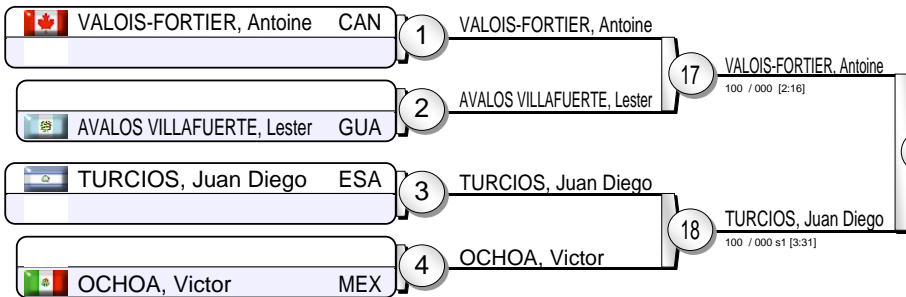 VALOIS-FORTIER, Antoine CAN
1
VALOIS-FORTIER, Antoine
17
VALOIS-FORTIER, Antoine
100 / 000 [2:16]
AVALOS VILLAFUERTE, Lester GUA
2
AVALOS VILLAFUERTE, Lester
TURCIOS, Juan Diego ESA
3
TURCIOS, Juan Diego
18
TURCIOS, Juan Diego
100 / 000 s1 [3:31]
OCHOA, Victor MEX
4
OCHOA, Victor